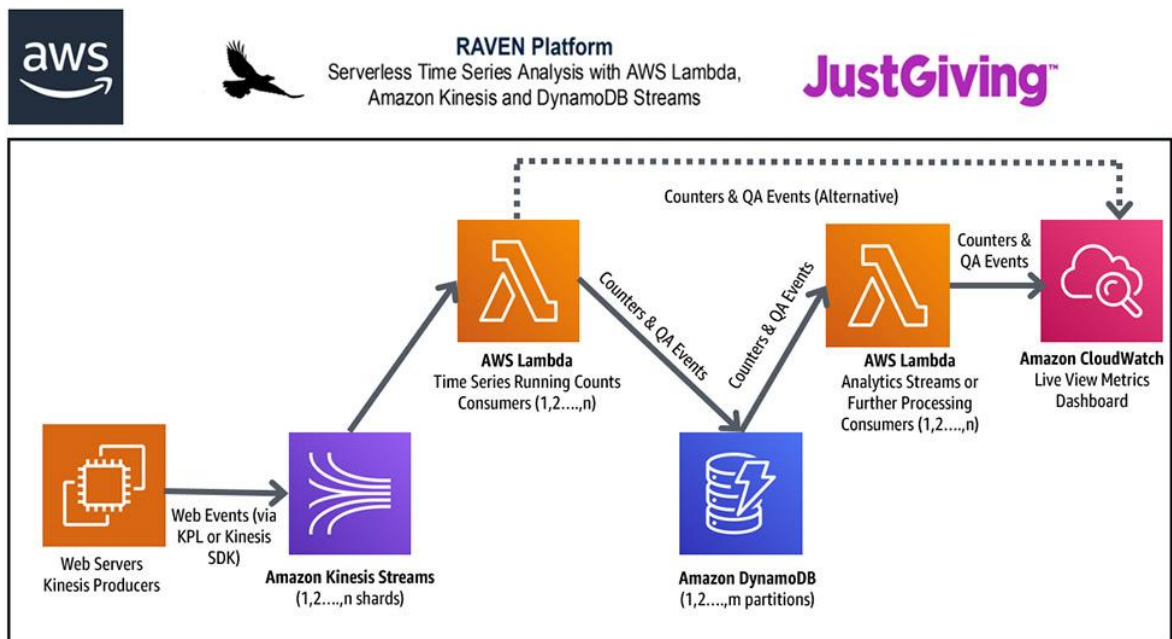 aws
RAVEN Platform
Serverless Time Series Analysis with AWS Lambda,
Amazon Kinesis and DynamoDB Streams
JustGiving™
Counters & QA Events (Alternative)
Counters & QA Events
Counters & QA Events
Counters &
QA Events
AWS Lambda
Time Series Running Counts
Consumers (1,2....,n)
AWS Lambda
Analytics Streams or
Further Processing
Consumers (1,2....,n)
Amazon CloudWatch
Live View Metrics
Dashboard
Web Events (via
KPL or Kinesis
SDK)
Web Servers
Kinesis Producers
Amazon Kinesis Streams
(1,2....,n shards)
Amazon DynamoDB
(1,2....,m partitions)